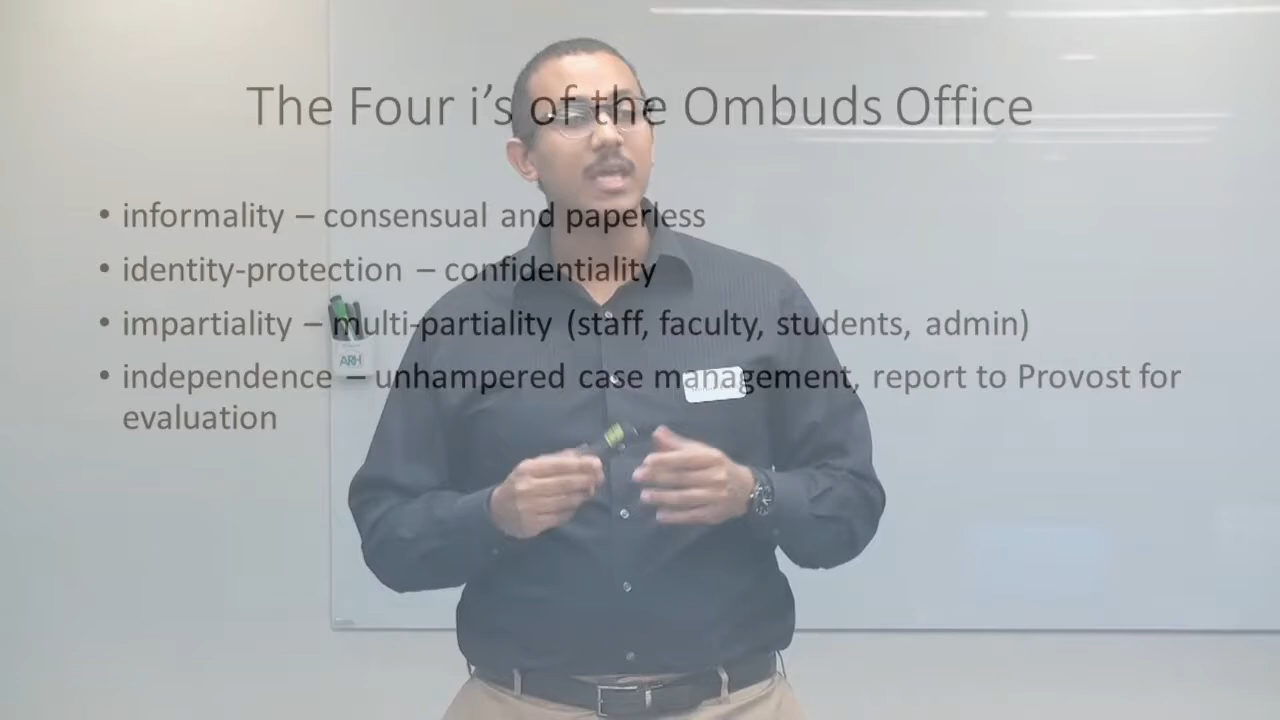 The Four i's of the Ombuds Office
• informality – consensual and paperless
• identity-protection – confidentiality
• impartiality – multi-partiality (staff, faculty, students, admin)
ARH
• independence – unhampered case management, report to Provost for
evaluation